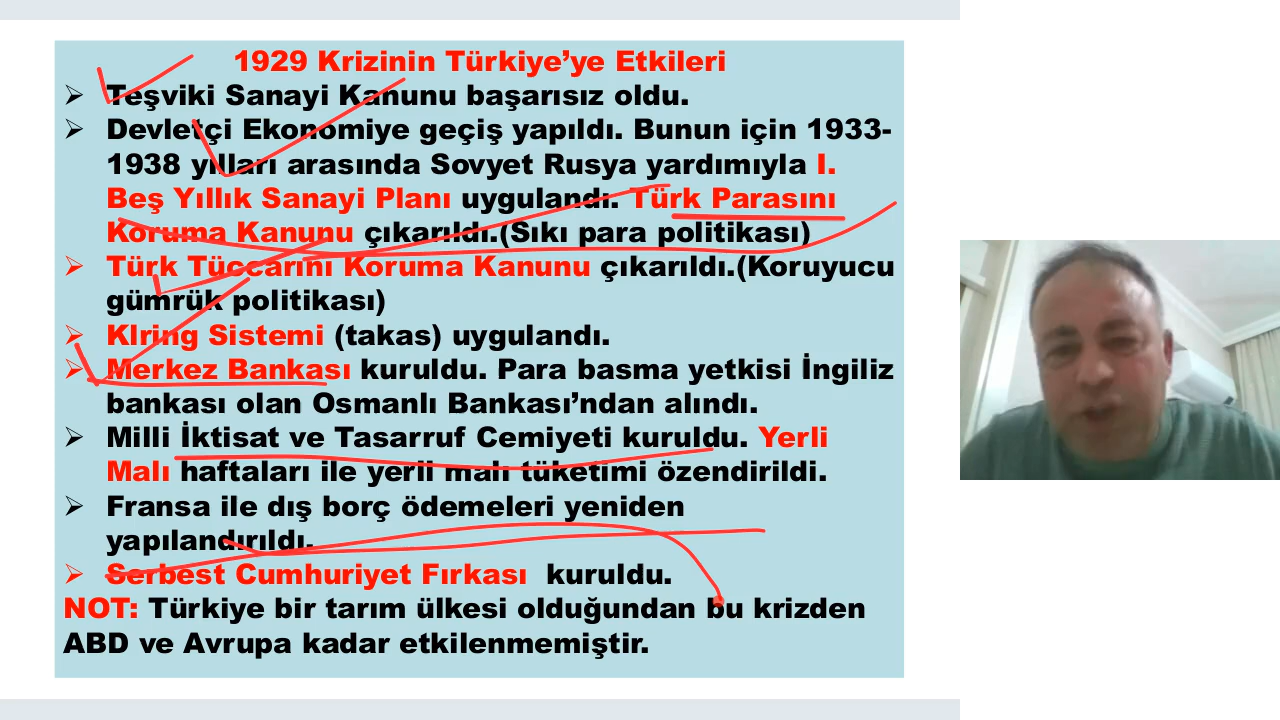 1929 Krizinin Türkiye’ye Etkileri
Teşviki Sanayi Kanunu başarısız oldu.
Devletçi Ekonomiye geçiş yapıldı. Bunun için 1933-
1938 yılları arasında Sovyet Rusya yardımıyla I.
Beş Yıllık Sanayi Planı uygulandı. Türk Parasını
Koruma Kanunu çıkarıldı.(Sıkı para politikası)
Türk Tüccarını Koruma Kanunu çıkarıldı.(Koruyucu
gümrük politikası)
Klring Sistemi (takas) uygulandı.
Merkez Bankası kuruldu. Para basma yetkisi İngiliz
bankası olan Osmanlı Bankası’ndan alındı.
Milli İktisat ve Tasarruf Cemiyeti kuruldu. Yerli
Malı haftaları ile yerli malı tüketimi özendirildi.
Fransa ile dış borç ödemeleri yeniden
yapılandırıldı.
Serbest Cumhuriyet Fırkası kuruldu.
NOT: Türkiye bir tarım ülkesi olduğundan bu krizden
ABD ve Avrupa kadar etkilenmemiştir.